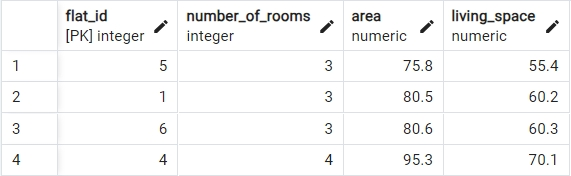 flat_id number_of_rooms area living_space
[PK] integer integer numeric numeric
1 5 3 75.8 55.4
2 1 3 80.5 60.2
3 6 3 80.6 60.3
4 4 4 95.3 70.1